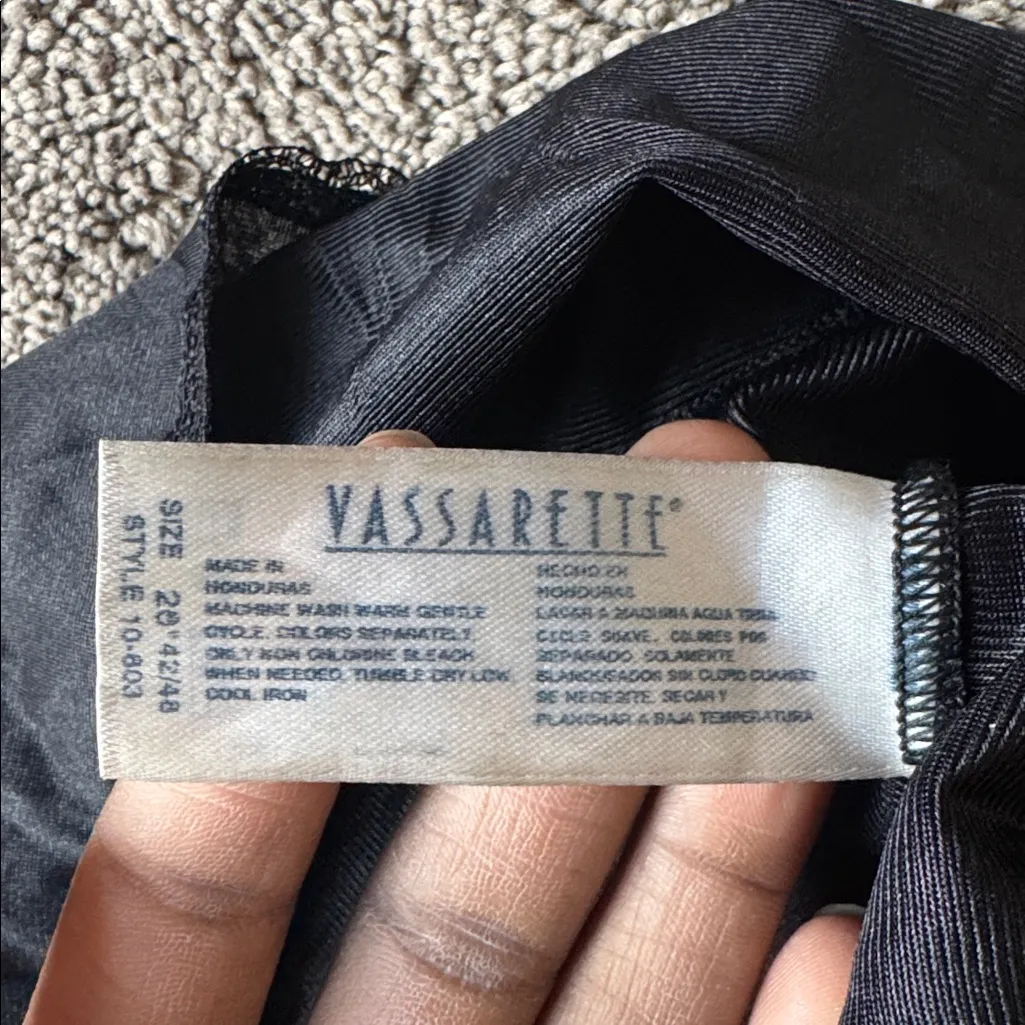 VASSARETTE®
MADE IN
HONDURAS
MACHINE WASH WARM GENTLE
CYCLE. COLORS SEPARATELY.
ONLY NON CHLORINE BLEACH
WHEN NEEDED. TUMBLE DRY LOW
COOL IRON
HECHO EN
HONDURAS
LAVAR A MAQUINA AGUA
CICLO SUAVE. COLORES POR
SEPARADO. SOLAMENTE
BLANQUEADOR SIN CLORO CUANDO
SE NECESITE. SECAR Y
PLANCHAR A BAJA TEMPERATURA
SIZE 28" 42/48
STYLE 10-803